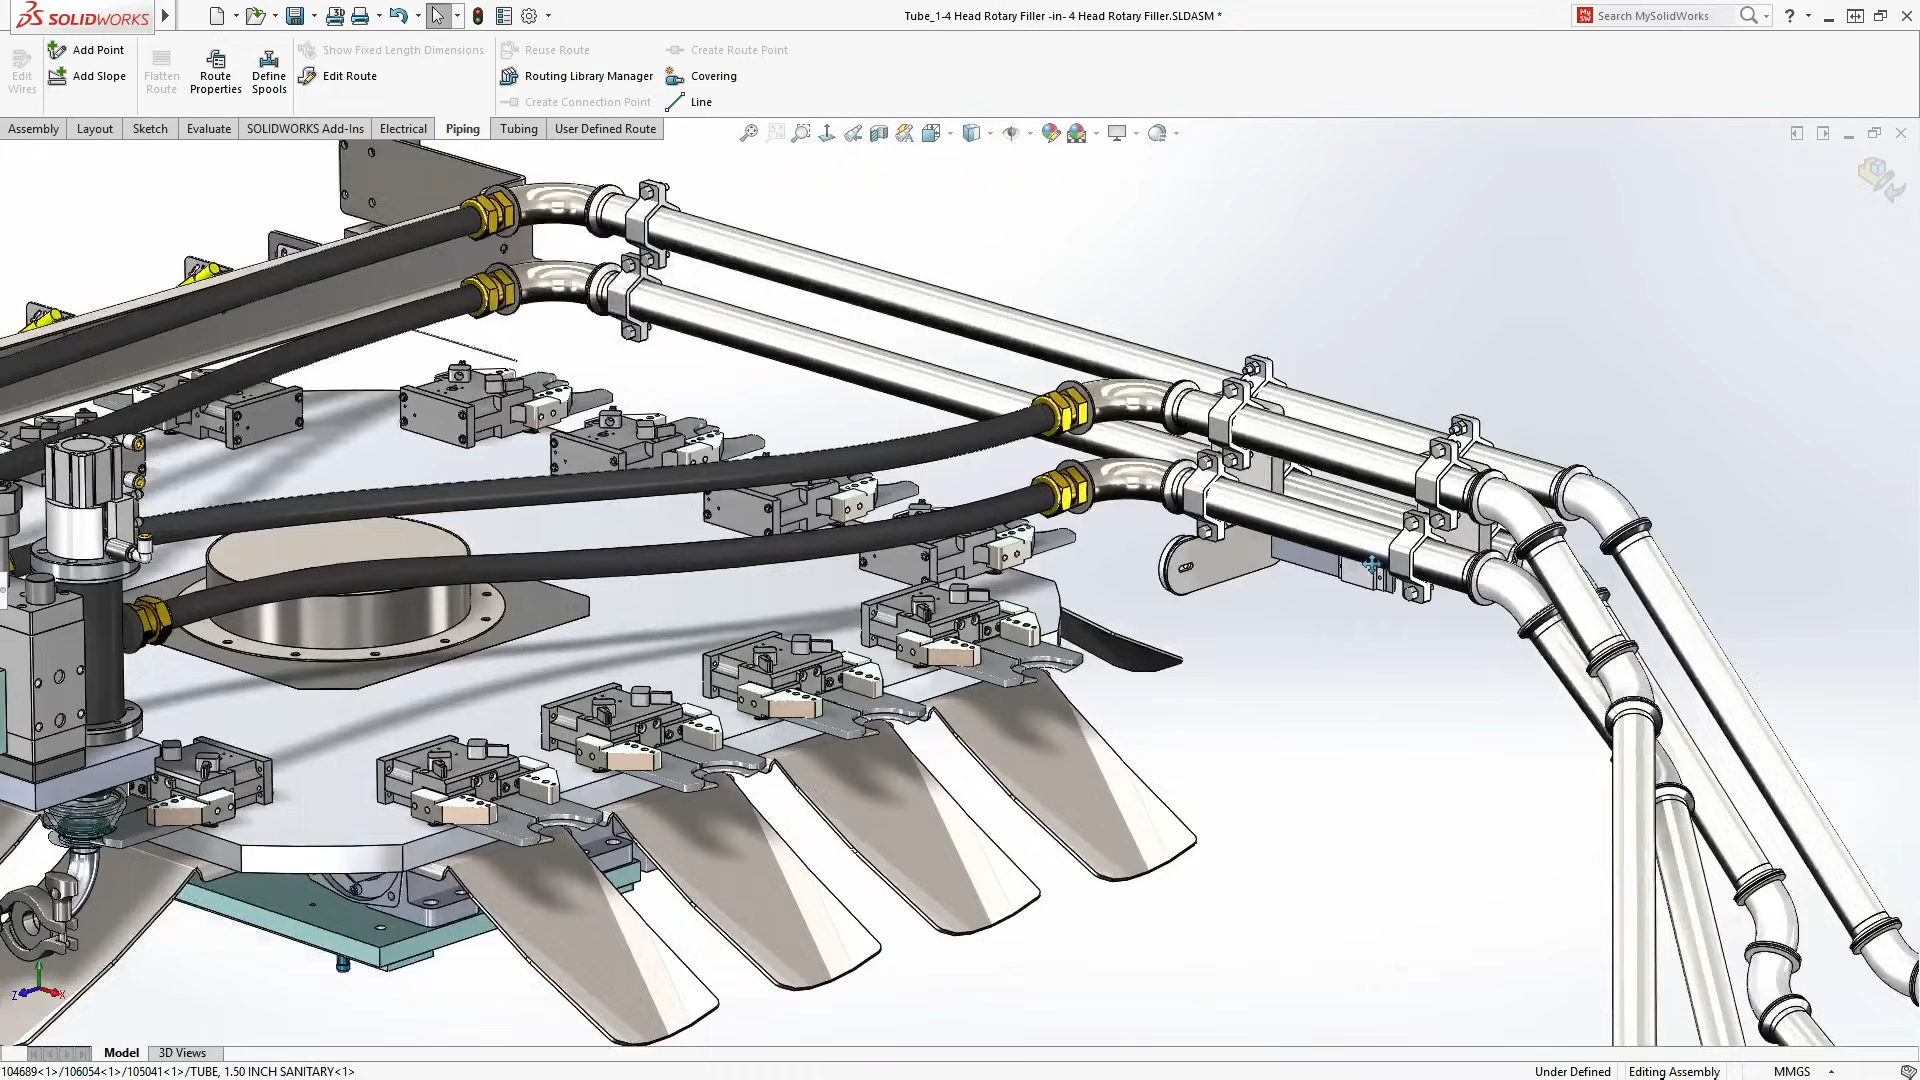 SOLIDWORKS
Tube_1-4 Head Rotary Filler -in- 4 Head Rotary Filler.SLDASM *
Search MySolidWorks
?
Edit Wires
Add Point
Add Slope
Flatten Route
Route Properties
Define Spools
Show Fixed Length Dimensions
Edit Route
Reuse Route
Routing Library Manager
Create Connection Point
Create Route Point
Covering
Line
Assembly
Layout
Sketch
Evaluate
SOLIDWORKS Add-Ins
Electrical
Piping
Tubing
User Defined Route
Z
X
Model
3D Views
104689<1>/106054<1>/105041<1>/TUBE, 1.50 INCH SANITARY<1>
Under Defined
Editing Assembly
MMGS